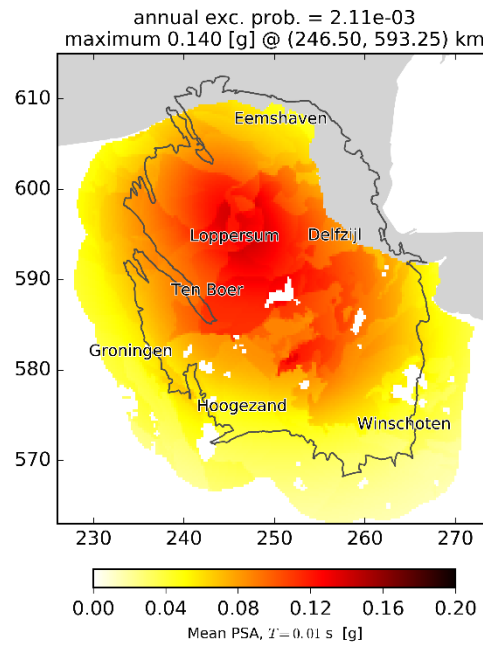 annual exc. prob. = 2.11e-03
maximum 0.140 [g] @ (246.50, 593.25) km
610
600
590
580
570
Eemshaven
Loppersum
Delfzijl
Ten Boer
Groningen
Hoogezand
Winschoten
230 240 250 260 270
0.00 0.04 0.08 0.12 0.16 0.20
Mean PSA, T = 0.01 s [g]